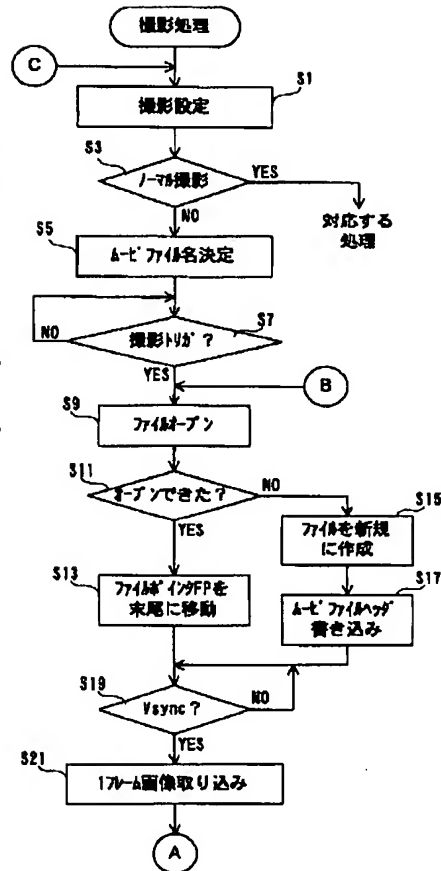 撮影処理
C
S1
撮影設定
S3
ノーマル撮影
YES
対応する
処理
NO
S5
ムービファイル名決定
NO
S7
撮影トリガ?
YES
B
S9
ファイルオープン
S11
オープンできた?
NO
YES
S15
ファイルを新規
に作成
S13
ファイルポインタFPを
末尾に移動
S17
ムービファイルヘッダ
書き込み
S19
Vsync?
NO
YES
S21
1フレーム画像取り込み
A